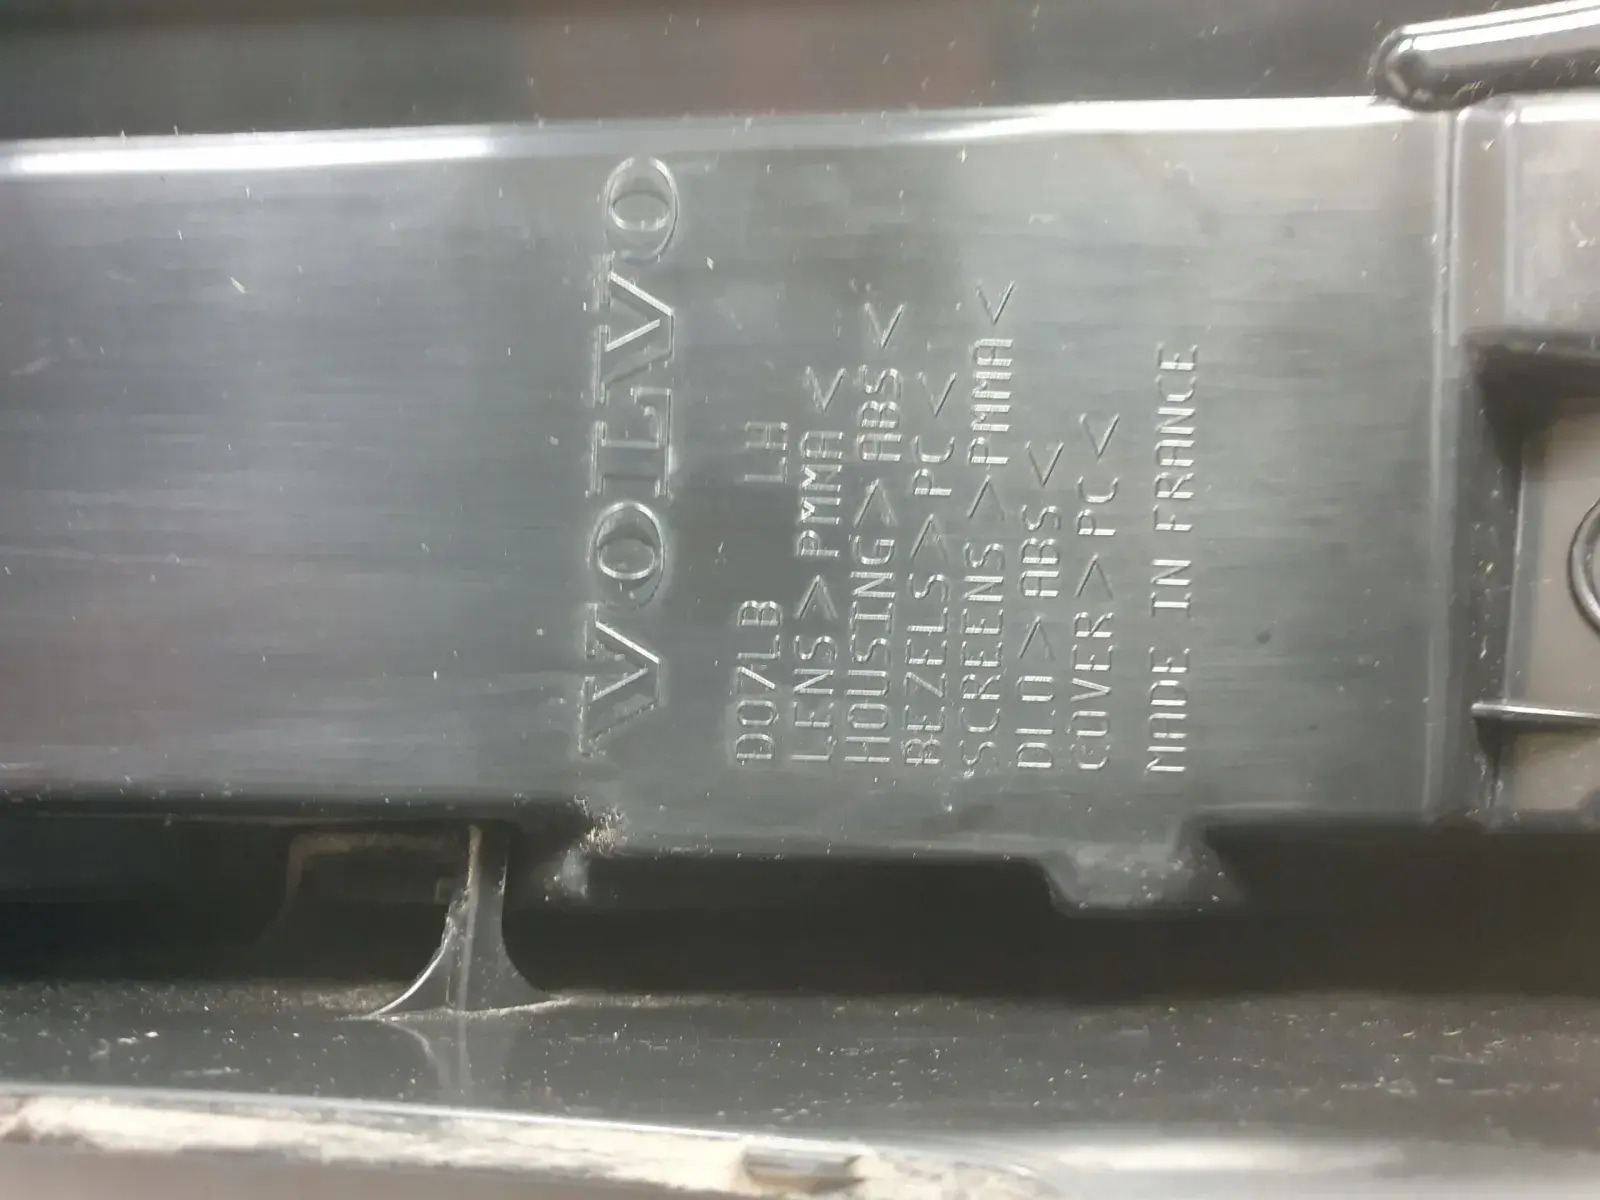 VOLVO
D07LB LH
LENS>PMMA<
HOUSING>ABS<
BEZELS>PC<
SCREENS>PMMA<
DLO>ABS<
COVER>PC<
MADE IN FRANCE